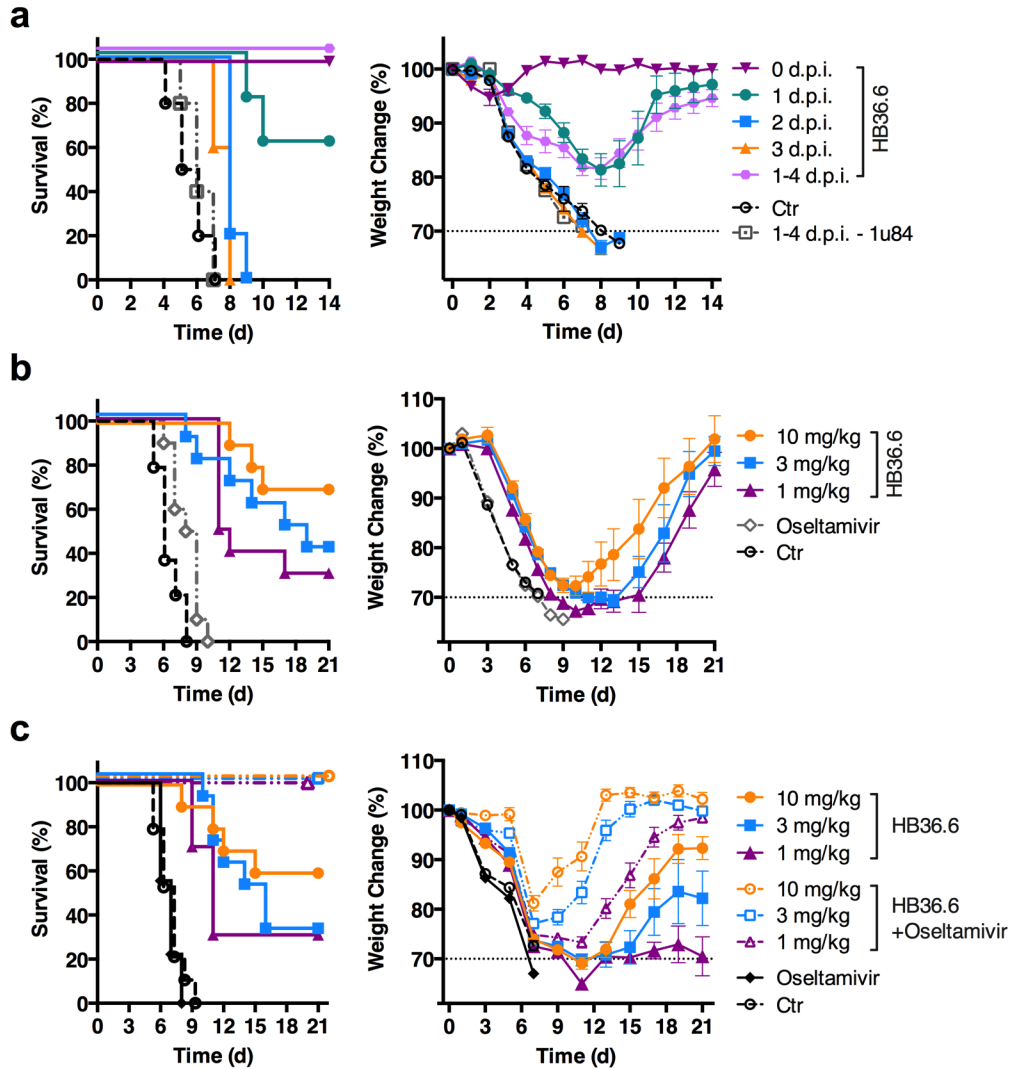 a
Survival (%)
100
80
60
40
20
0
0 2 4 6 8 10 12 14
Time (d)
Weight Change (%)
100
90
80
70
0 2 4 6 8 10 12 14
Time (d)
0 d.p.i.
1 d.p.i.
2 d.p.i.
3 d.p.i.
1-4 d.p.i.
HB36.6
Ctr
1-4 d.p.i. - 1u84
b
Survival (%)
100
80
60
40
20
0
0 3 6 9 12 15 18 21
Time (d)
Weight Change (%)
110
100
90
80
70
0 3 6 9 12 15 18 21
Time (d)
10 mg/kg
3 mg/kg
1 mg/kg
HB36.6
Oseltamivir
Ctr
c
Survival (%)
100
80
60
40
20
0
0 3 6 9 12 15 18 21
Time (d)
Weight Change (%)
110
100
90
80
70
0 3 6 9 12 15 18 21
Time (d)
10 mg/kg
3 mg/kg
1 mg/kg
HB36.6
10 mg/kg
3 mg/kg
1 mg/kg
HB36.6
+Oseltamivir
Oseltamivir
Ctr